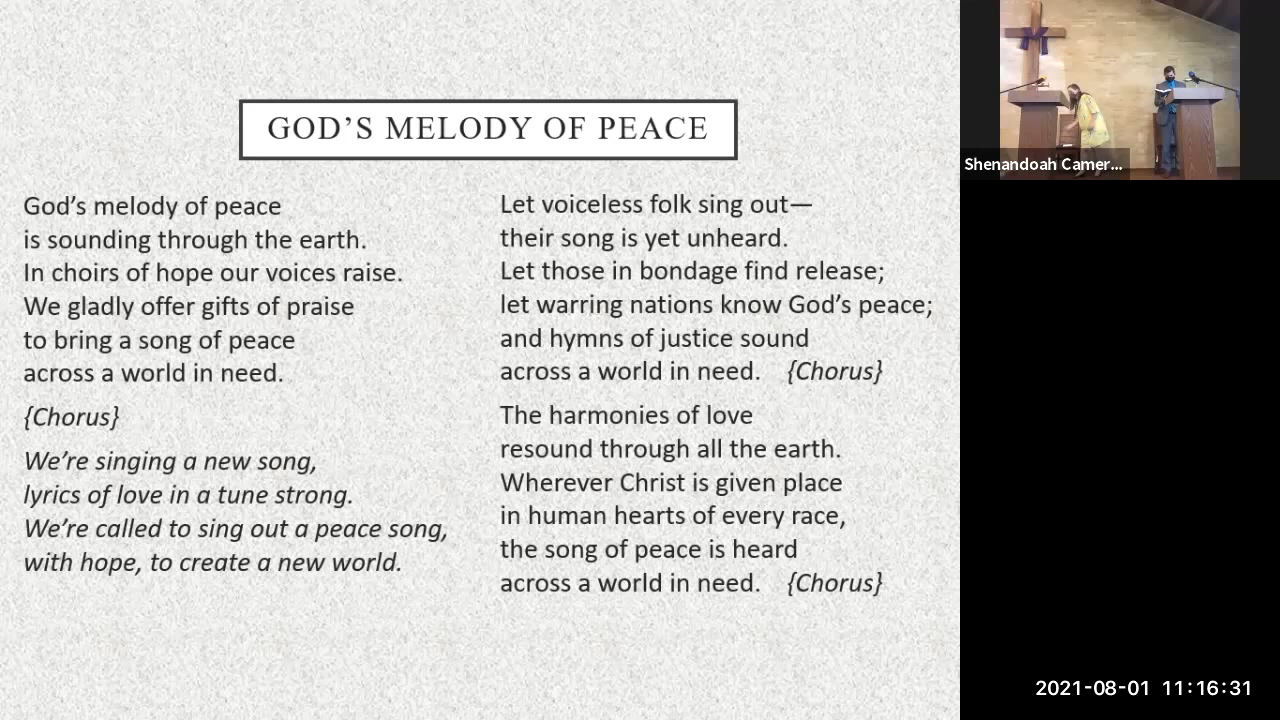 GOD’S MELODY OF PEACE
God’s melody of peace
is sounding through the earth.
In choirs of hope our voices raise.
We gladly offer gifts of praise
to bring a song of peace
across a world in need.
{Chorus}
We’re singing a new song,
lyrics of love in a tune strong.
We’re called to sing out a peace song,
with hope, to create a new world.
Let voiceless folk sing out—
their song is yet unheard.
Let those in bondage find release;
let warring nations know God’s peace;
and hymns of justice sound
across a world in need. {Chorus}
The harmonies of love
resound through all the earth.
Wherever Christ is given place
in human hearts of every race,
the song of peace is heard
across a world in need. {Chorus}
Shenandoah Camer...
2021-08-01 11:16:31